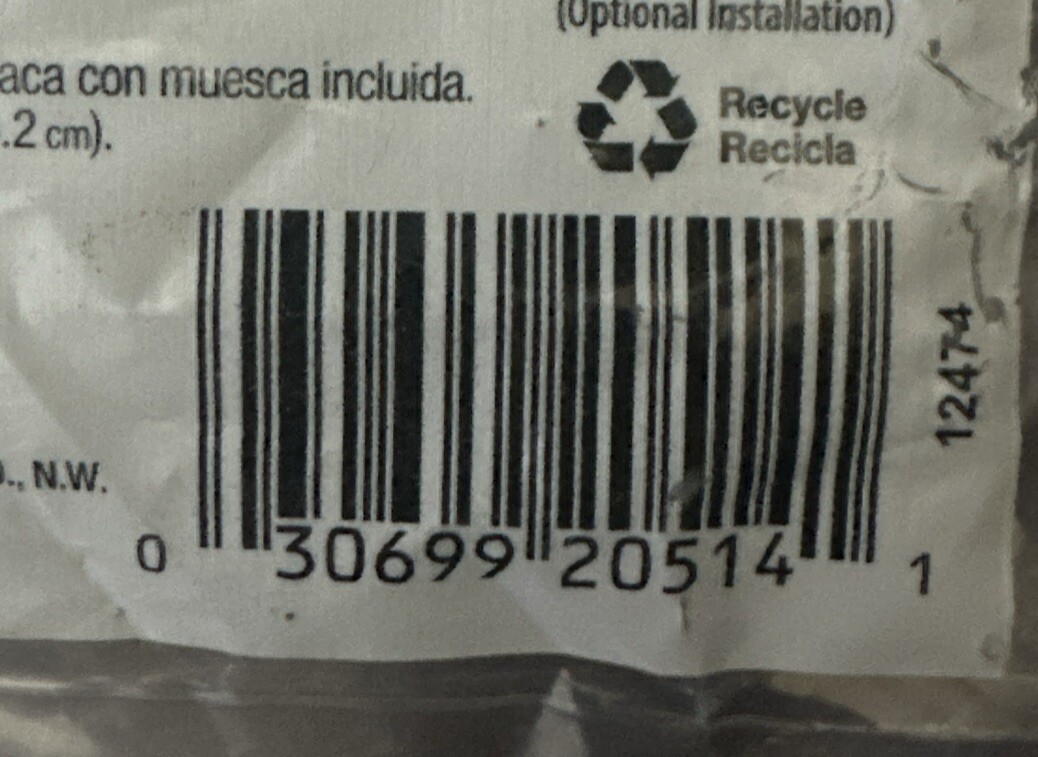 (Optional Installation)
aca con muesca incluida.
.2 cm).
Recycle
Recicla
12474
., N.W.
0 30699 20514 1